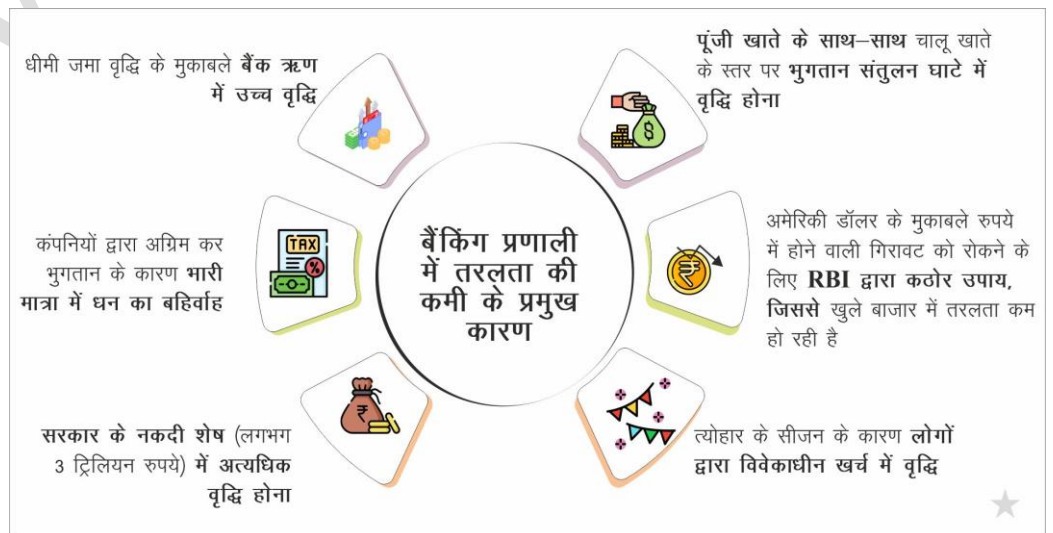 धीमी जमा वृद्धि के मुकाबले बैंक ऋण
में उच्च वृद्धि
पूंजी खाते के साथ–साथ चालू खाते
के स्तर पर भुगतान संतुलन घाटे में
वृद्धि होना
कंपनियों द्वारा अग्रिम कर
भुगतान के कारण भारी
मात्रा में धन का बहिर्वाह
TAX
%
बैंकिंग प्रणाली
में तरलता की
कमी के प्रमुख
कारण
अमेरिकी डॉलर के मुकाबले रुपये
में होने वाली गिरावट को रोकने के
लिए RBI द्वारा कठोर उपाय,
जिससे खुले बाजार में तरलता कम
हो रही है
सरकार के नकदी शेष (लगभग
3 ट्रिलियन रुपये) में अत्यधिक
वृद्धि होना
त्योहार के सीजन के कारण लोगों
द्वारा विवेकाधीन खर्च में वृद्धि